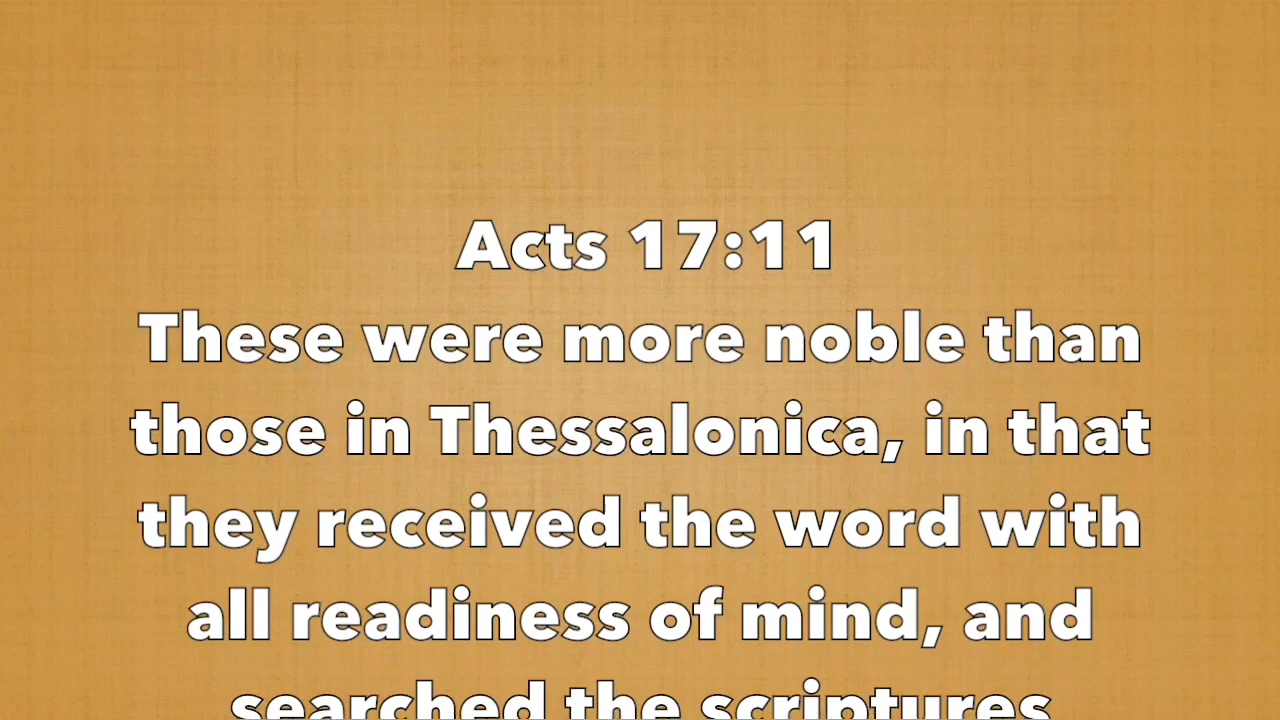 Acts 17:11
These were more noble than
those in Thessalonica, in that
they received the word with
all readiness of mind, and
searched the scriptures